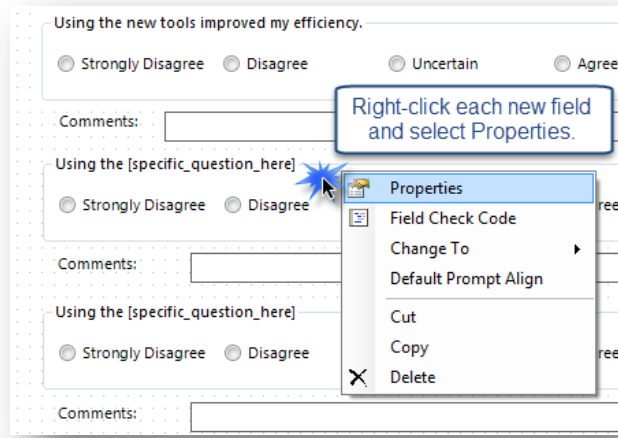 Using the new tools improved my efficiency.
Strongly Disagree Disagree Uncertain Agree
Comments:
Right-click each new field
and select Properties.
Using the [specific_question_here]
Strongly Disagree Disagree
Properties
Field Check Code
Change To
Default Prompt Align
Cut
Copy
Delete
Comments:
Using the [specific_question_here]
Strongly Disagree Disagree
Comments: